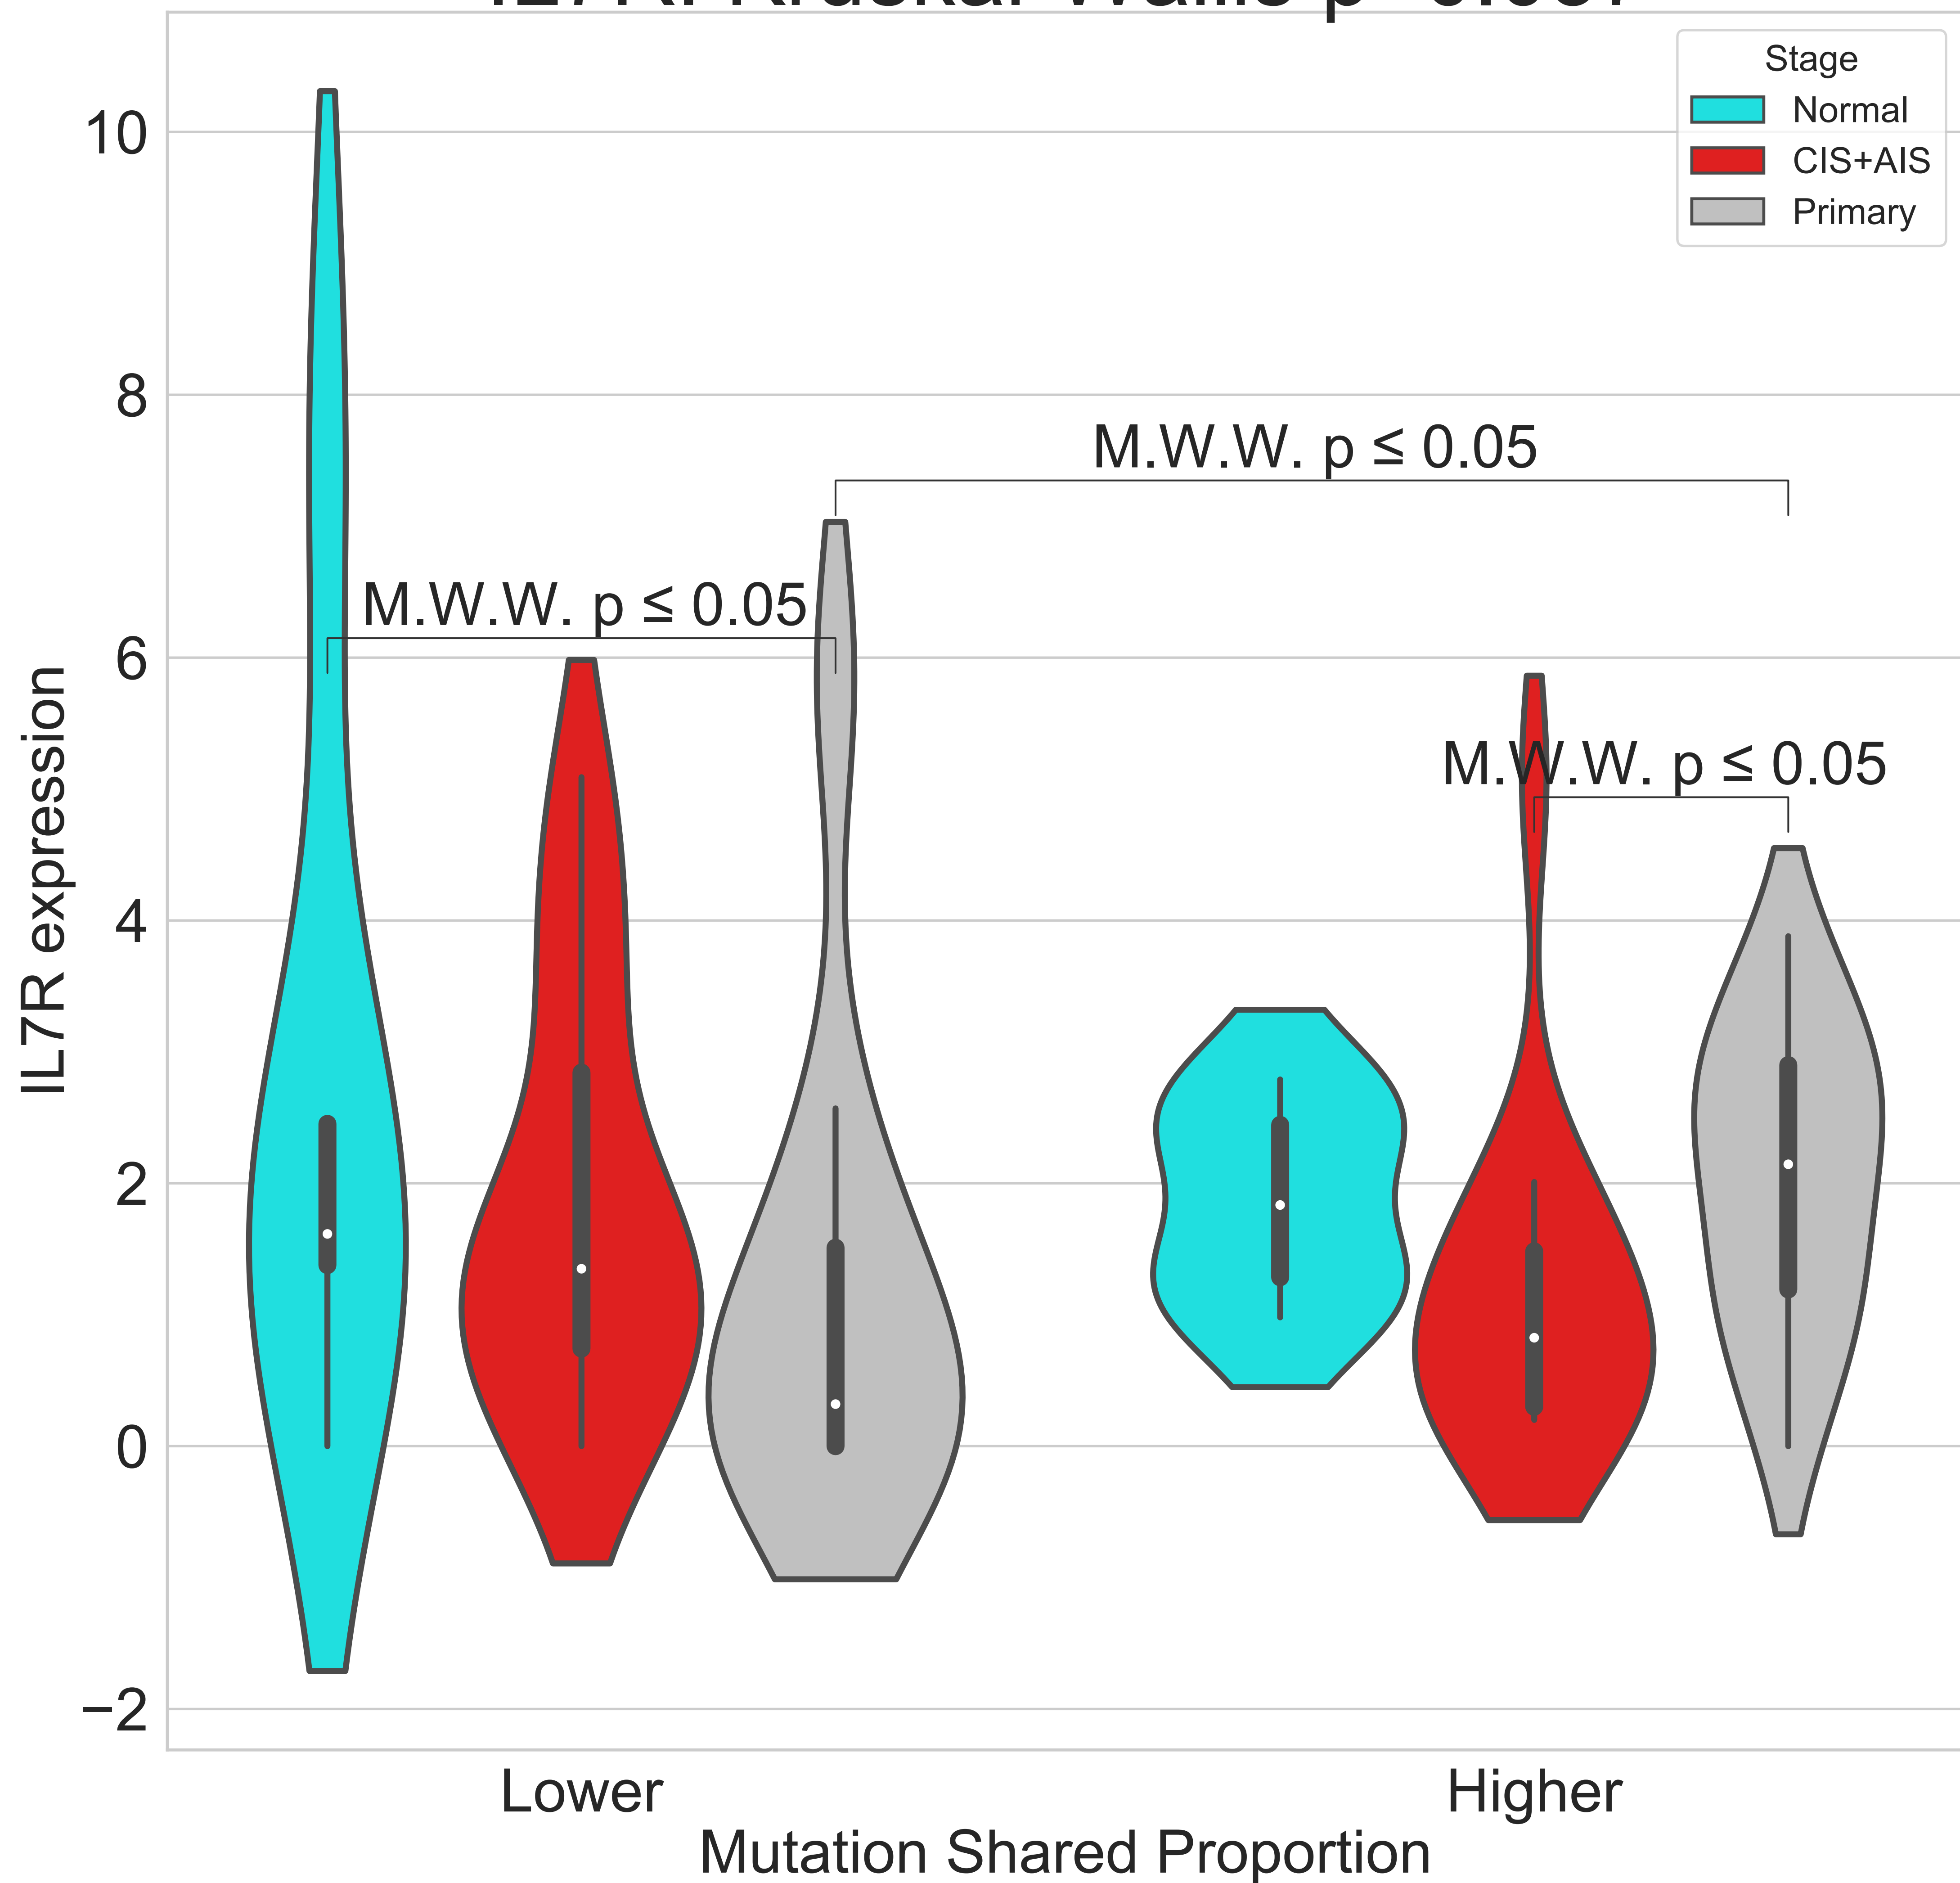 Stage
Normal
CIS+AIS
Primary
10
8
6
4
2
0
−2
IL7R expression
M.W.W. p ≤ 0.05
M.W.W. p ≤ 0.05
M.W.W. p ≤ 0.05
Lower
Higher
Mutation Shared Proportion